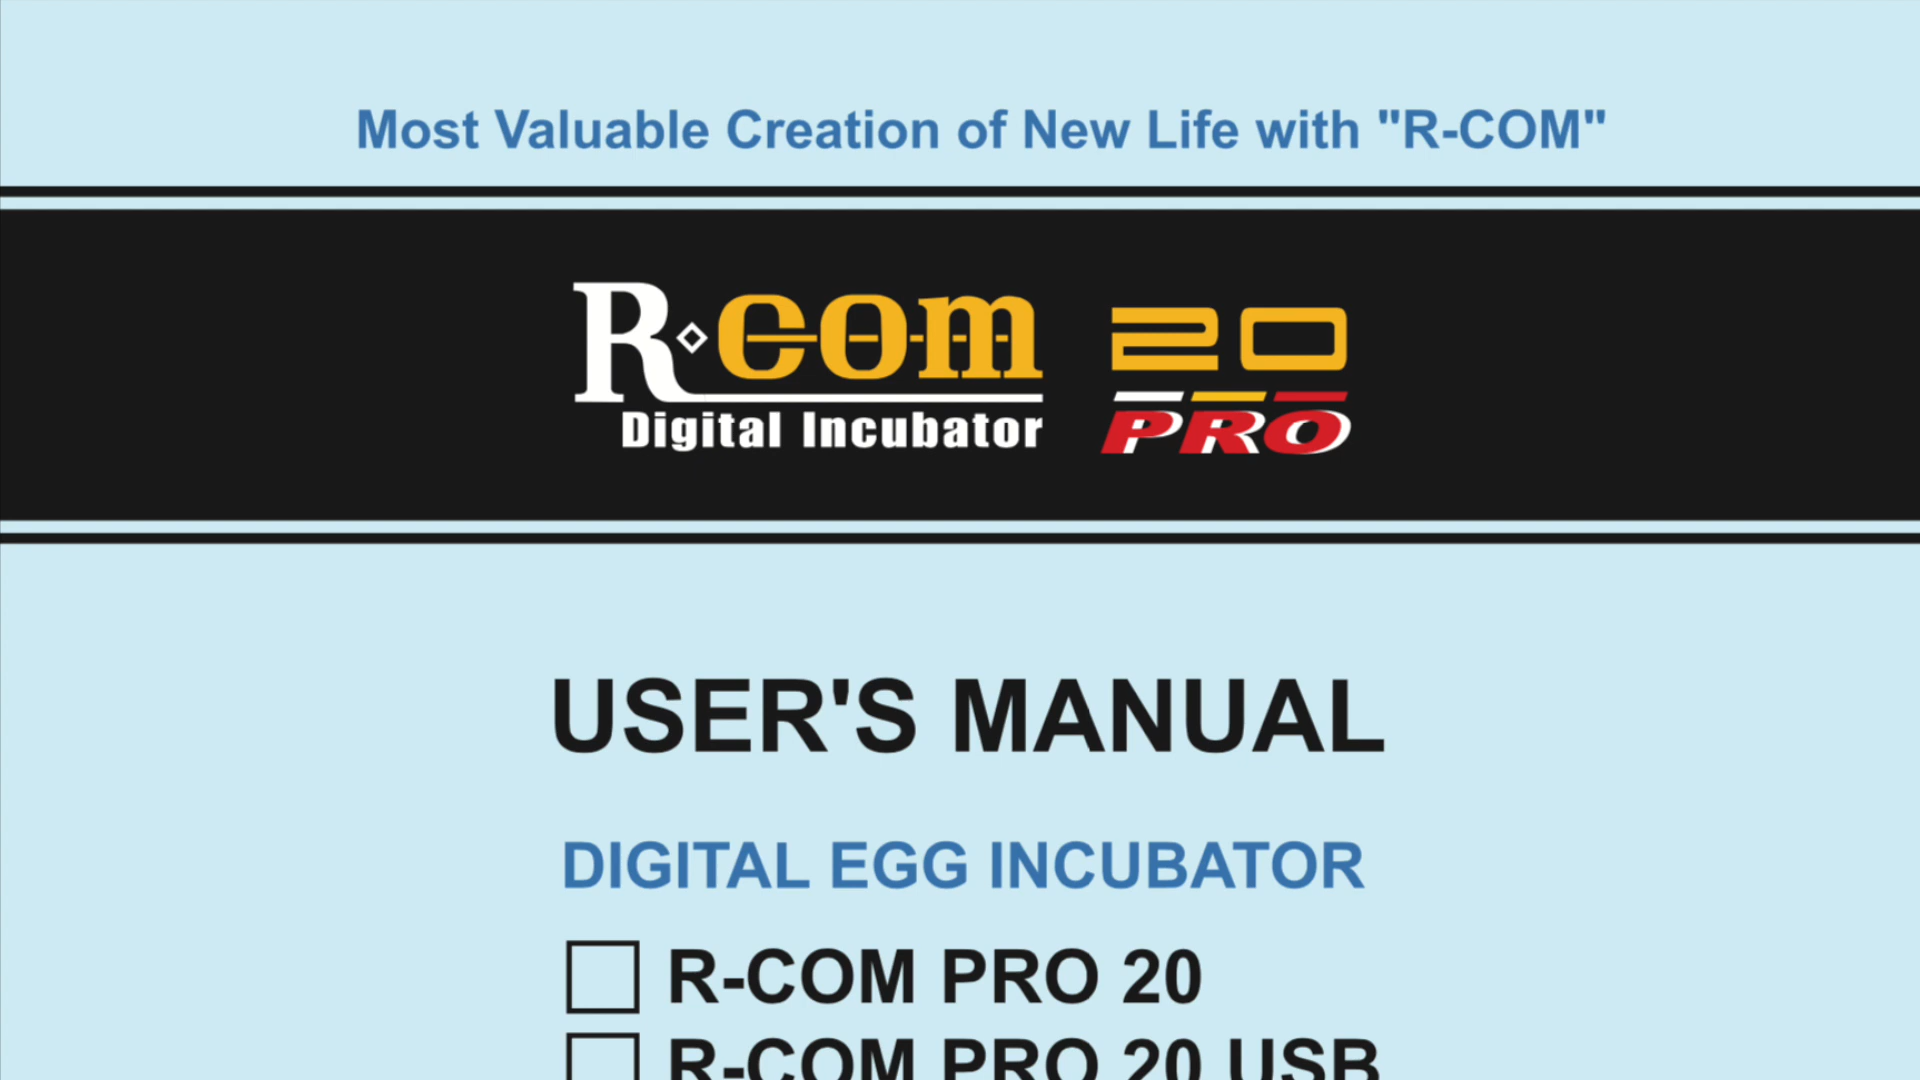 Most Valuable Creation of New Life with "R-COM"
R·com 20
Digital Incubator PRO
USER'S MANUAL
DIGITAL EGG INCUBATOR
R-COM PRO 20
R-COM PRO 20 USB